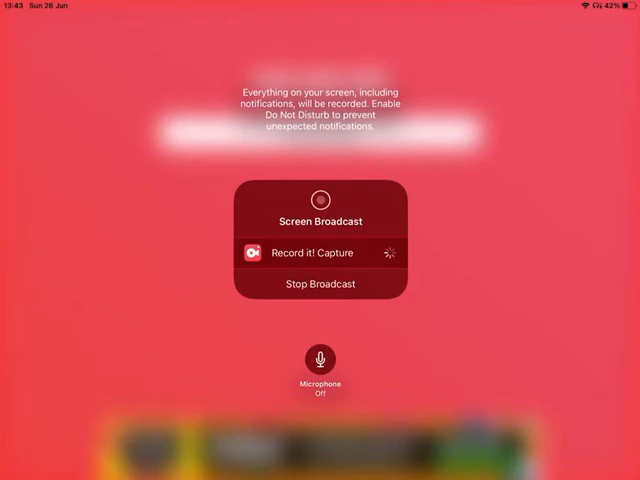 13:43 Sun 26 Jun 42%
Everything on your screen, including
notifications, will be recorded. Enable
Do Not Disturb to prevent
unexpected notifications.
Screen Broadcast
Record it! Capture
Stop Broadcast
Microphone
Off